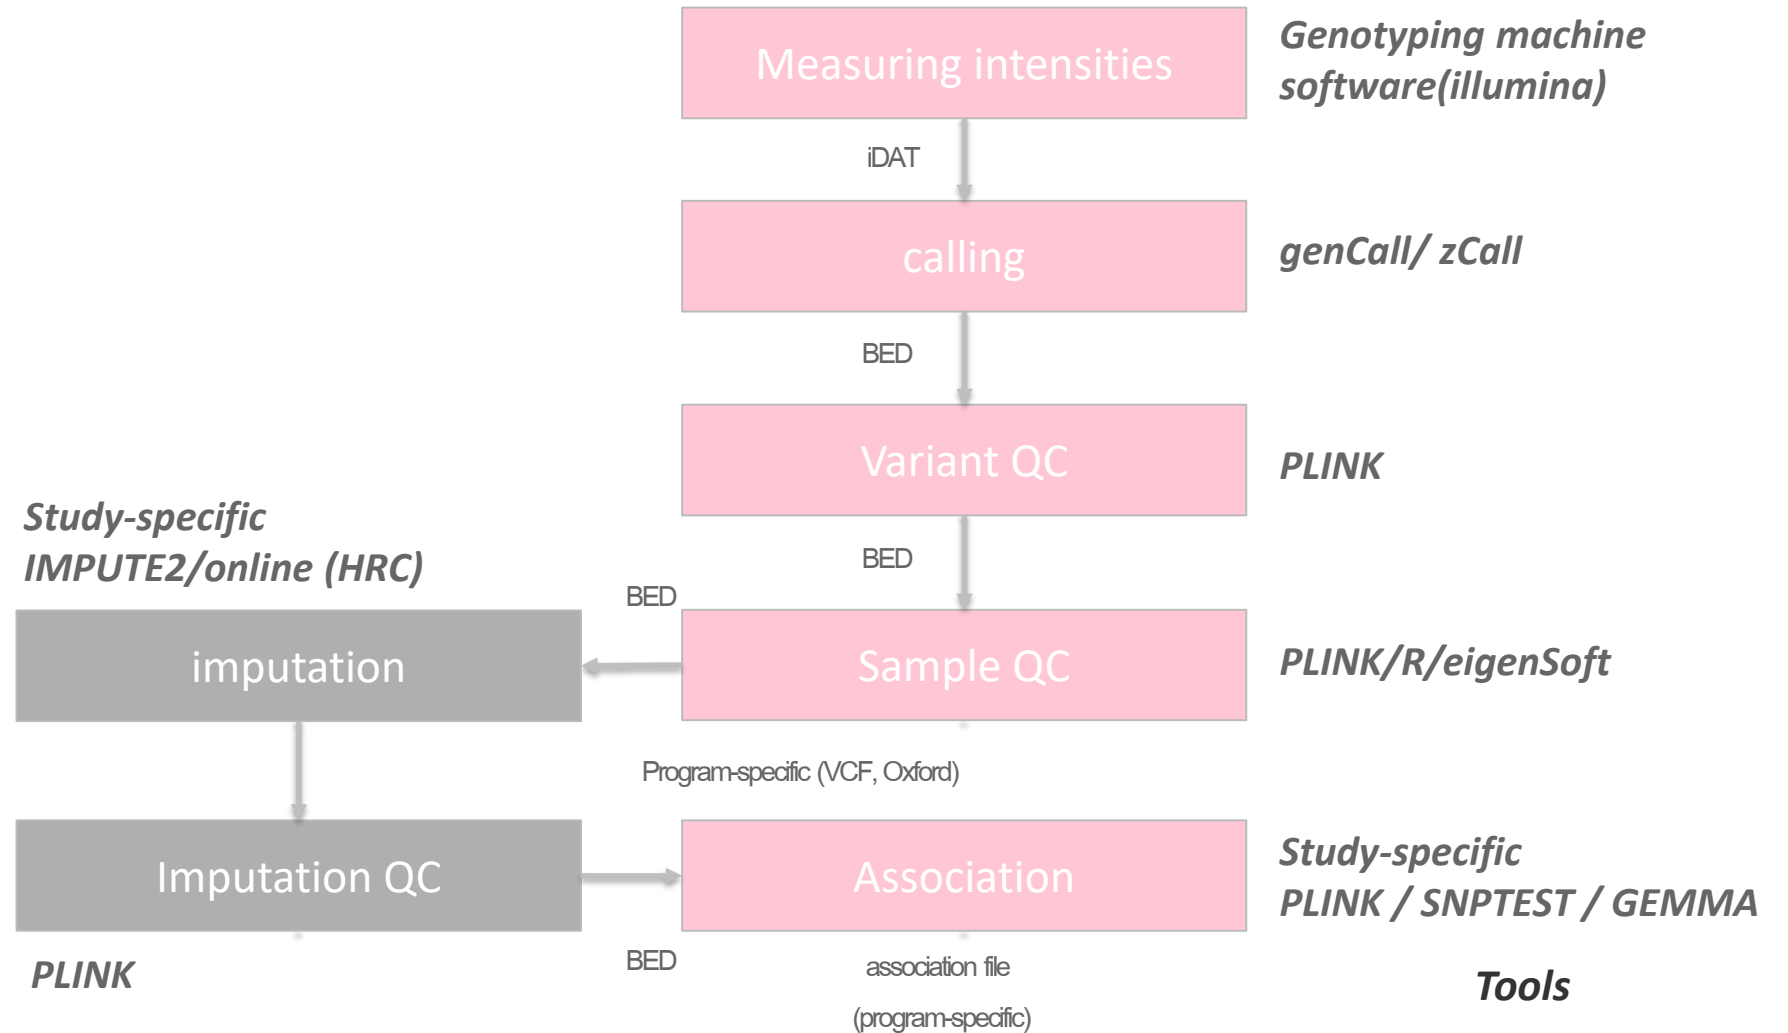 Measuring intensities
Genotyping machine
software(illumina)
iDAT
calling
genCall/ zCall
BED
Variant QC
PLINK
Study-specific
IMPUTE2/online (HRC)
BED
BED
imputation
Sample QC
PLINK/R/eigenSoft
Program-specific (VCF, Oxford)
Imputation QC
Association
Study-specific
PLINK / SNPTEST / GEMMA
PLINK
BED
association file
(program-specific)
Tools